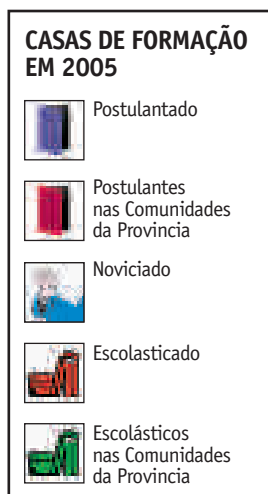 CASAS DE FORMAÇÃO
EM 2005
Postulantado
Postulantes
nas Comunidades
da Provincia
Noviciado
Escolasticado
Escolásticos
nas Comunidades
da Provincia